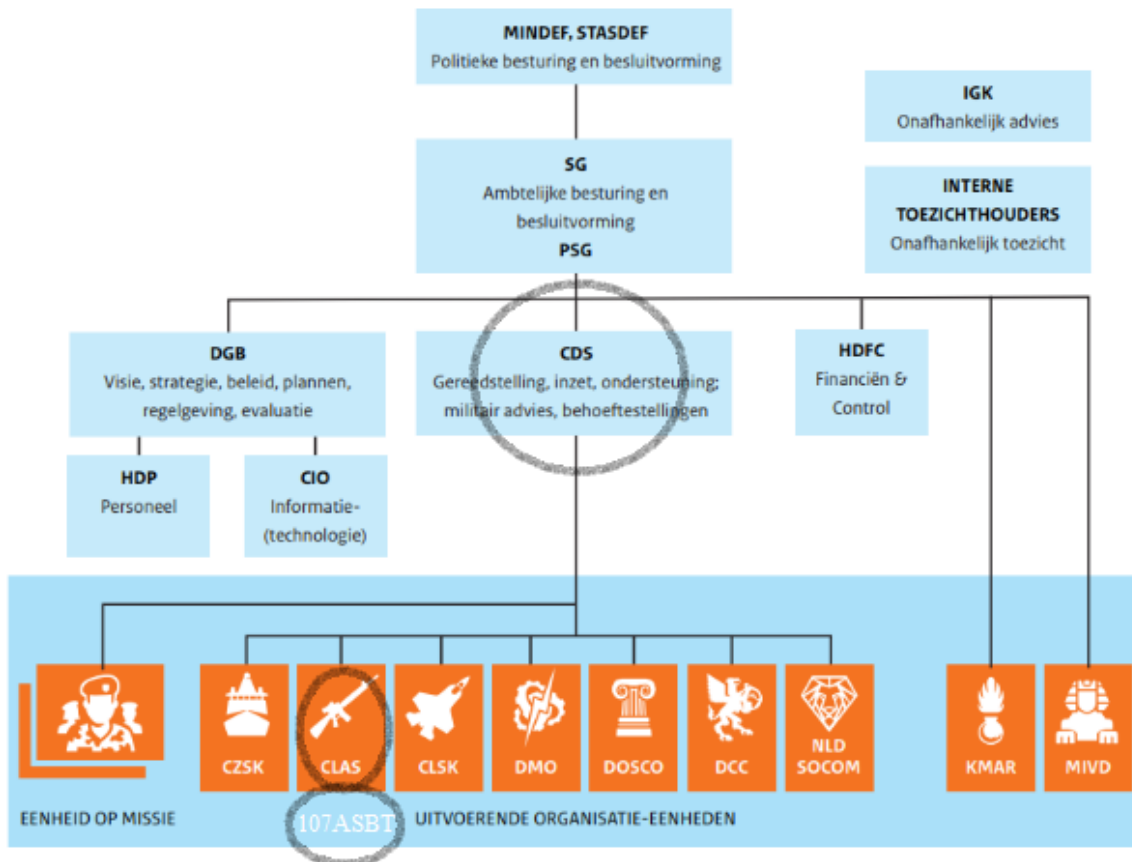 MINDEF, STASDEF
Politieke besturing en besluitvorming
IGK
Onafhankelijk advies
SG
Ambtelijke besturing en
besluitvorming
PSG
INTERNE
TOEZICHTHOUDERS
Onafhankelijk toezicht
DGB
Visie, strategie, beleid, plannen,
regelgeving, evaluatie
CDS
Gereedstelling, inzet, ondersteuning;
militair advies, behoeftestellingen
HDFC
Financiën &
Control
HDP
Personeel
CIO
Informatie-
(technologie)
CZSK
CLAS
CLSK
DMO
DOSCO
DCC
NLD
SOCOM
KMAR
MIVD
EENHEID OP MISSIE
107ASBT
UITVOERENDE ORGANISATIE-EENHEDEN